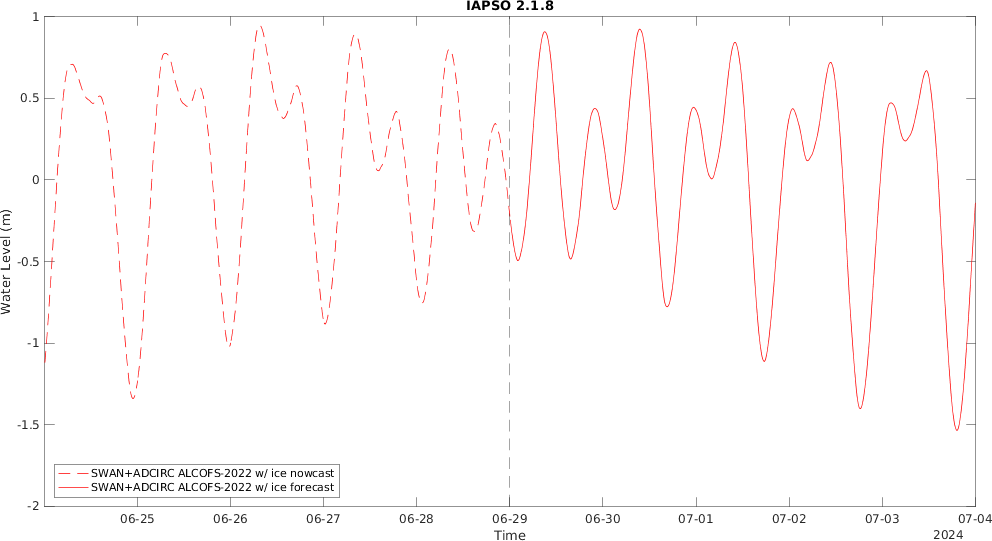 IAPSO 2.1.8
1
0.5
0
-0.5
-1
-1.5
-2
Water Level (m)
SWAN+ADCIRC ALCOFS-2022 w/ ice nowcast
SWAN+ADCIRC ALCOFS-2022 w/ ice forecast
06-25 06-26 06-27 06-28 06-29 06-30 07-01 07-02 07-03 07-04
Time
2024